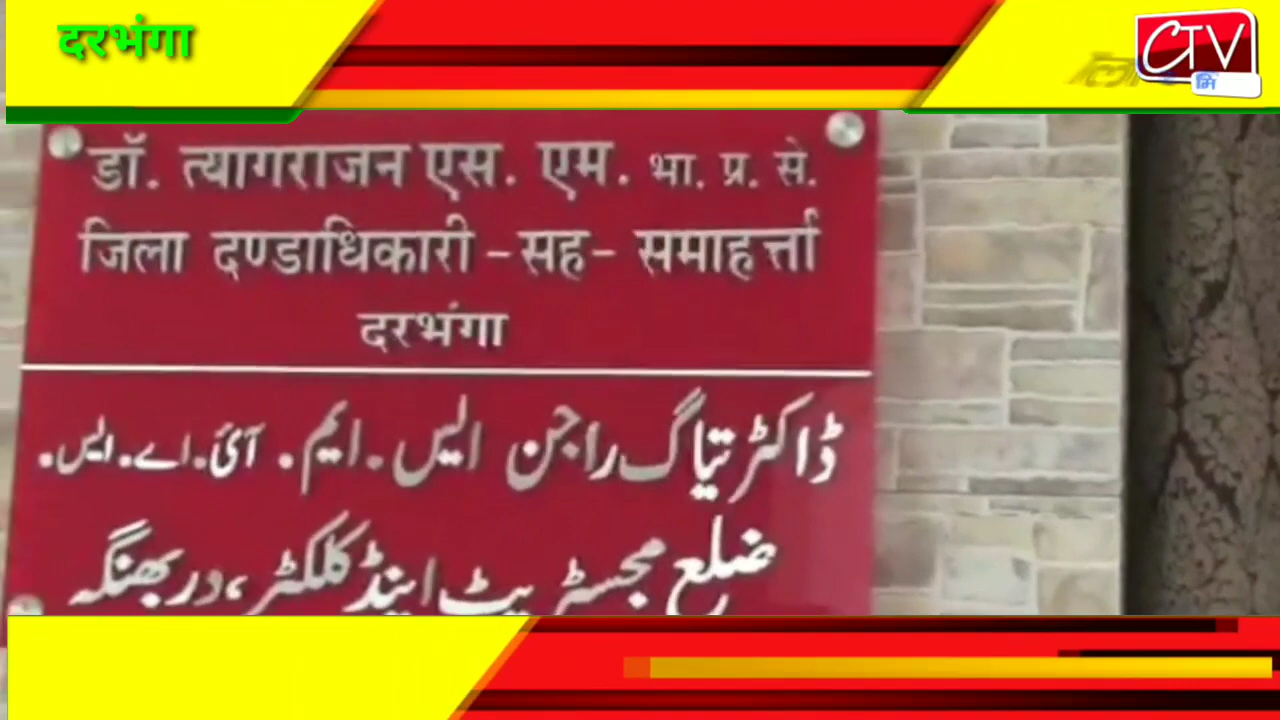 दरभंगा
CTV
मि
डॉ. त्यागराजन एस. एम. भा. प्र. से.
जिला दण्डाधिकारी -सह- समाहर्त्ता
दरभंगा
ڈاکٹر تیاگ راجن ایس۔ایم۔ آئ۔اے۔ایس۔
ضلع مجسٹریٹ اینڈ کلکٹر، دربھنگہ